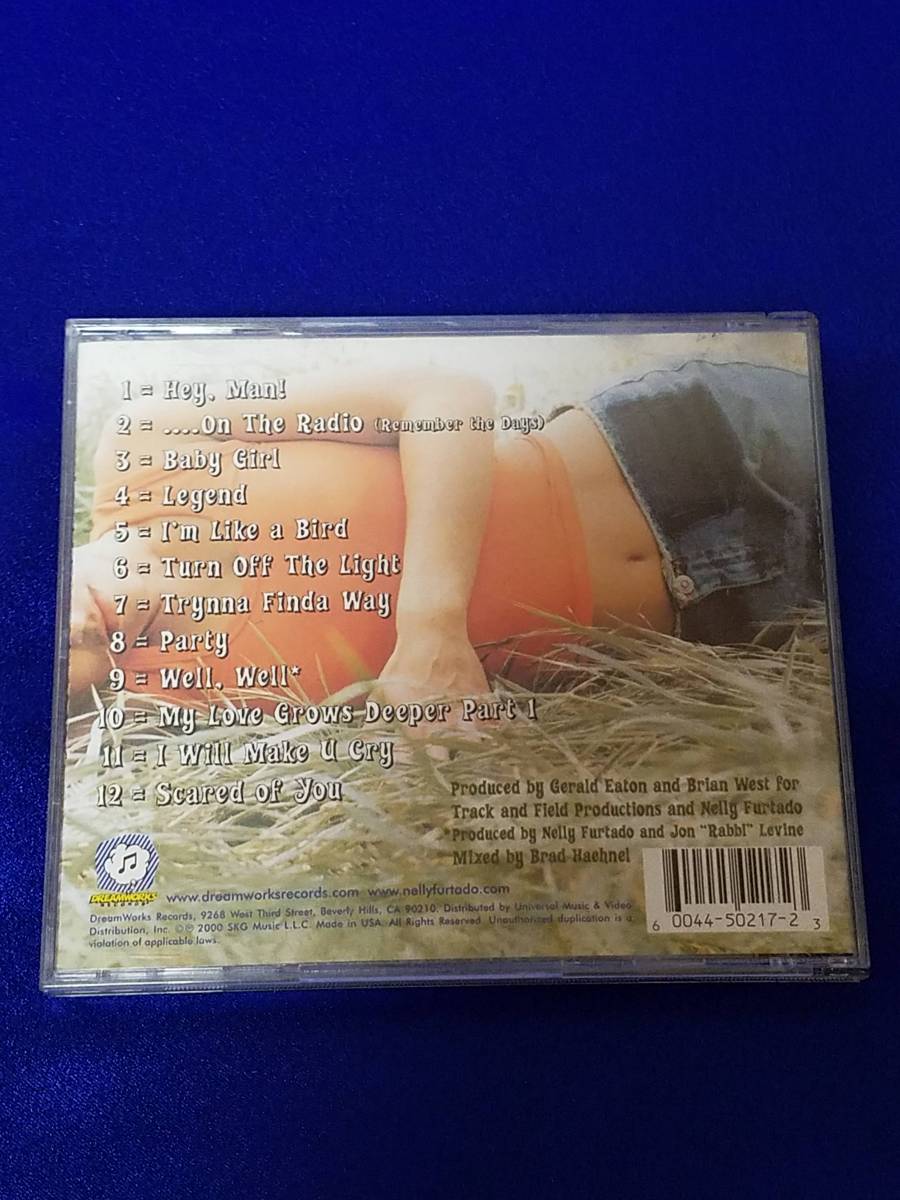 1 = Hey, Man!
2 = ....On The Radio (Remember the Days)
3 = Baby Girl
4 = Legend
5 = I'm Like a Bird
6 = Turn Off The Light
7 = Trynna Finda Way
8 = Party
9 = Well, Well*
10 = My Love Grows Deeper Part 1
11 = I Will Make U Cry
12 = Scared of You
Produced by Gerald Eaton and Brian West for
Track and Field Productions and Nelly Furtado
*Produced by Nelly Furtado and Jon "Rabbi" Levine
Mixed by Brad Haehnel
DREAMWORKS
RECORDS
www.dreamworksrecords.com www.nellyfurtado.com
DreamWorks Records, 9268 West Third Street, Beverly Hills, CA 90210. Distributed by Universal Music & Video
Distribution, Inc. ©℗ 2000 SKG Music L.L.C. Made in USA. All Rights Reserved. Unauthorized duplication is a
violation of applicable laws.
6 0044-50217-2 3